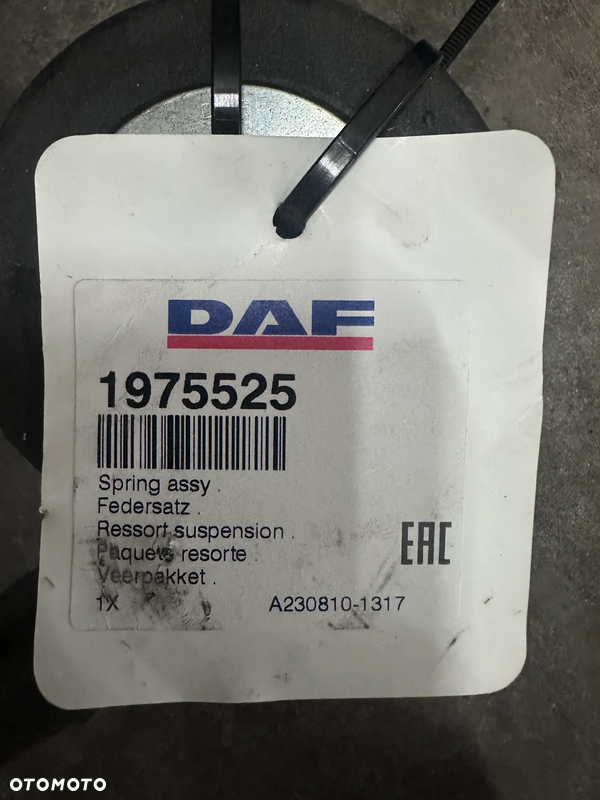 DAF
1975525
Spring assy .
Federsatz .
Ressort suspension .
Paquete resorte .
Veerpakket .
EAC
1X
A230810-1317
OTOMOTO